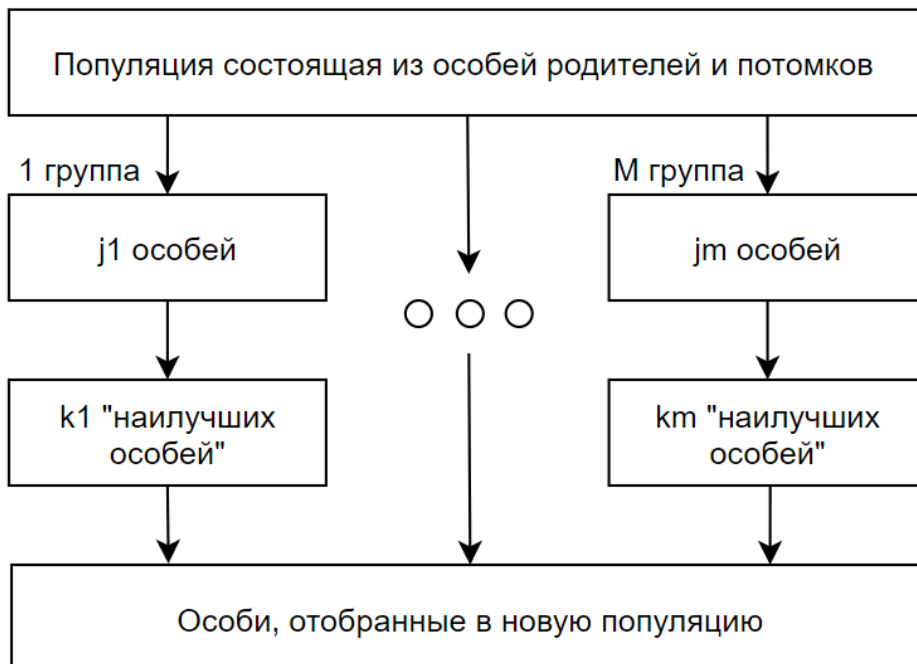 Популяция состоящая из особей родителей и потомков
1 группа
М группа
j1 особей
jm особей
k1 "наилучших
особей"
km "наилучших
особей"
Особи, отобранные в новую популяцию